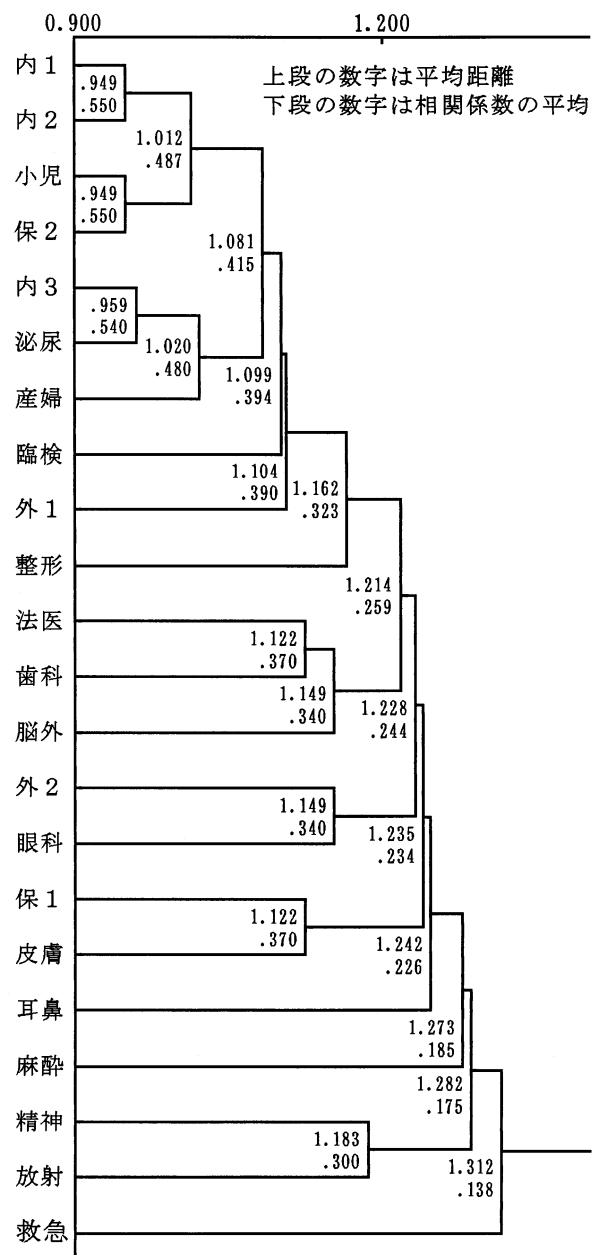 0.900 1.200
上段の数字は平均距離
下段の数字は相関係数の平均
内1
.949
.550
内2
1.012
.487
小児
.949
.550
保2
1.081
.415
内3
.959
.540
泌尿
1.020
.480
1.099
.394
産婦
臨検
1.104
.390
1.162
.323
外1
整形
1.214
.259
法医
1.122
.370
歯科
1.149
.340
1.228
.244
脳外
外2
1.149
.340
1.235
.234
眼科
保1
1.122
.370
1.242
.226
皮膚
耳鼻
1.273
.185
麻酔
1.282
.175
精神
1.183
.300
1.312
.138
放射
救急